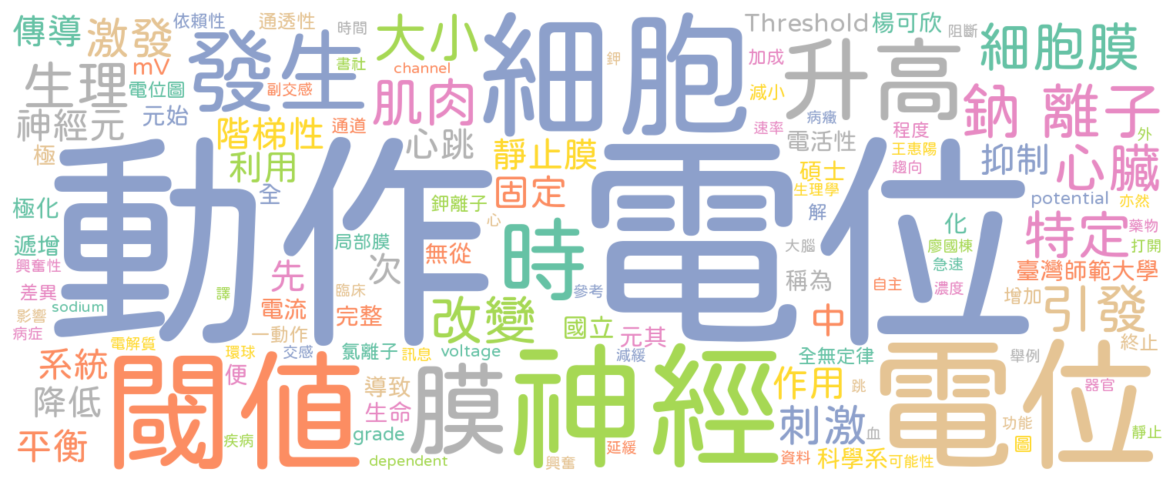 傳導 激發 依賴性 通透性 時間 大小 細胞 Threshold 楊可欣 阻斷 細胞膜
生理 mV 電位圖 發生 書社 channel 鉀 加成 升高
副交感 肌肉 減小 鈉 離子
神經元 元始 階梯性 通道 心跳 靜止膜 病癥 速率 電活性 程度 王惠陽 趨向 外 抑制 心臟
極 利用 全 鉀離子 固定 碩士 生理學 potential 亦然
極化 動作 電位 心 解 化 廖國棟 特定 藥物 打開
遞增 局部膜 無從 時 大腦 急速
興奮性 先 次 稱為 自主 臺灣師範大學
差異 sodium 譯 電流 臨床 參考 濃度 增加 引發
影響 完整 改變 國立 中
病症 一動作 元其 終止
電解質 環球 交感 氯離子 訊息 voltage 減緩 全無定律 舉例
系統 閾值 便 導致 膜 神經 作用 電位 器官
降低 生命 刺激 血 跳 功能
平衡 疾病 grade 延緩 資料 科學系 可能性 圖 靜止
dependent 興奮